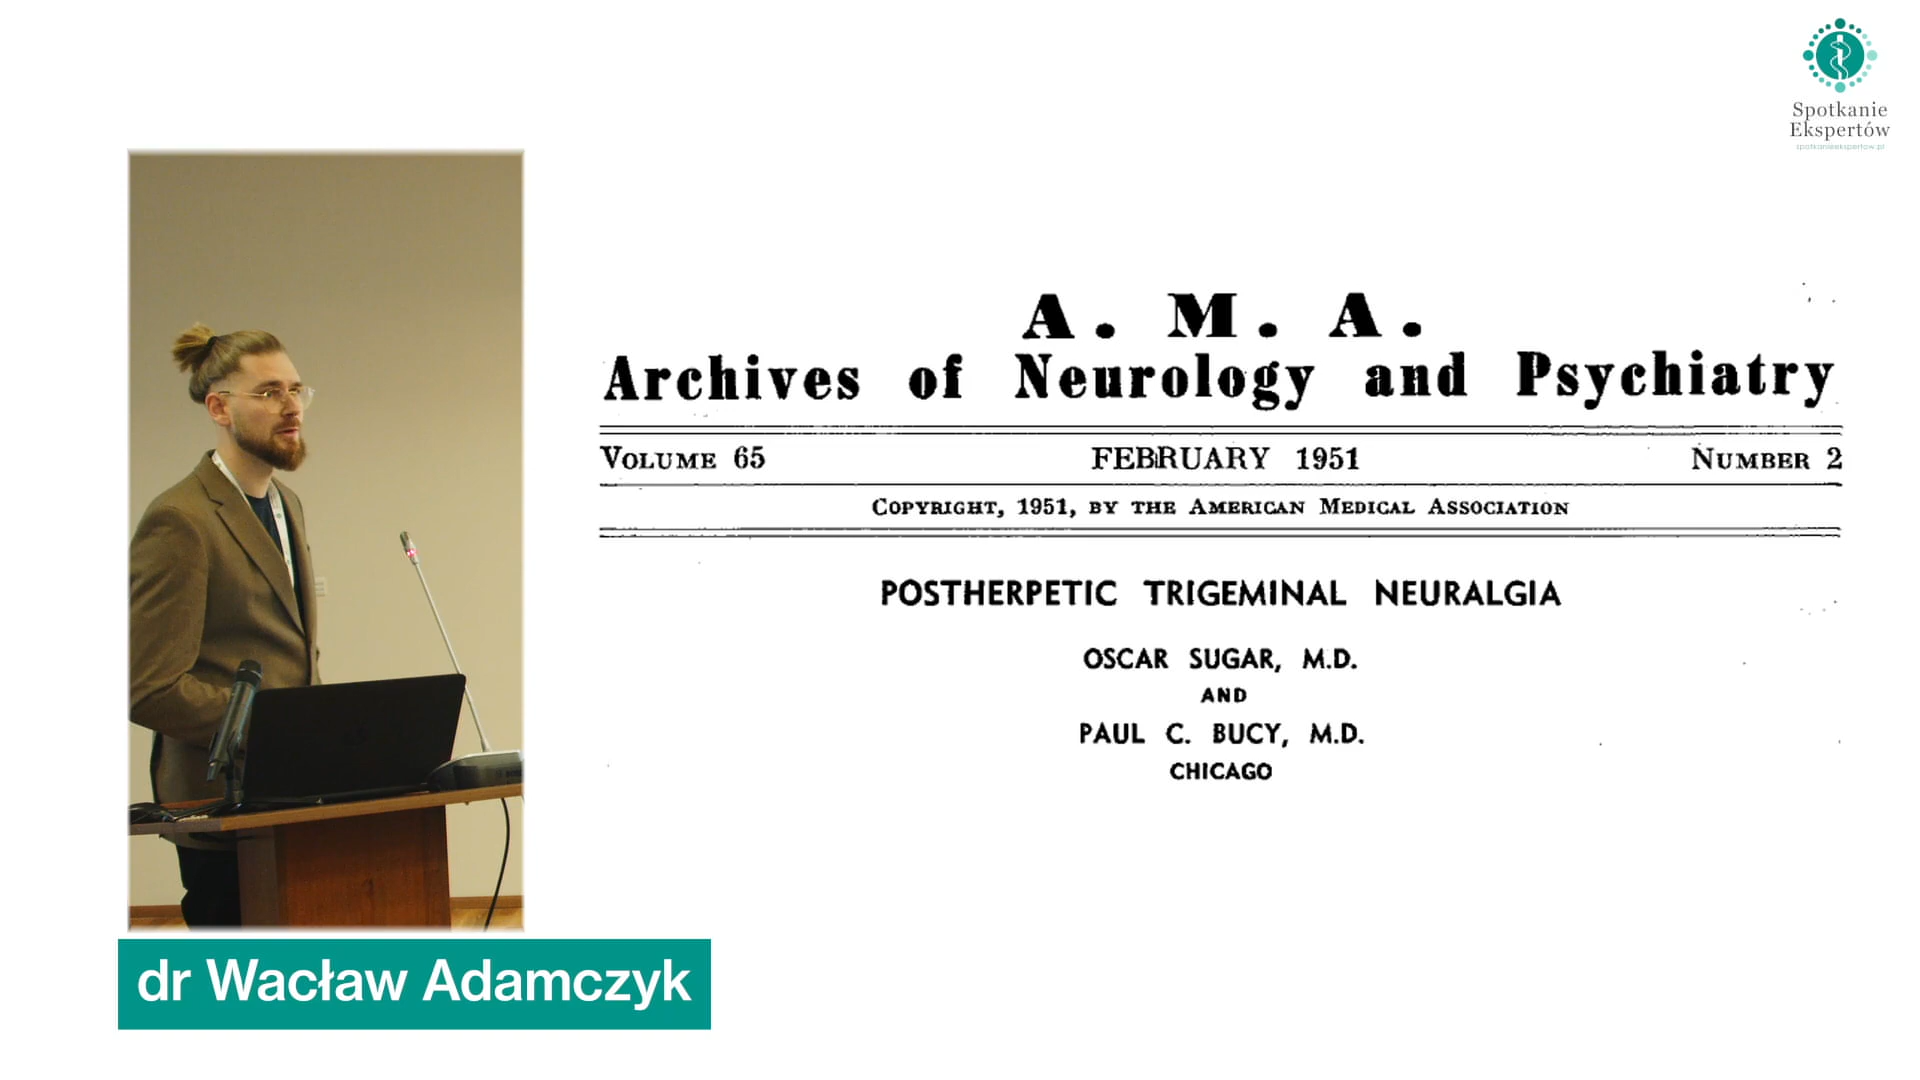 Spotkanie
Ekspertów
spotkanieekspertow.pl
A. M. A.
Archives of Neurology and Psychiatry
VOLUME 65 FEBRUARY 1951 NUMBER 2
COPYRIGHT, 1951, BY THE AMERICAN MEDICAL ASSOCIATION
POSTHERPETIC TRIGEMINAL NEURALGIA
OSCAR SUGAR, M.D.
AND
PAUL C. BUCY, M.D.
CHICAGO
dr Wacław Adamczyk